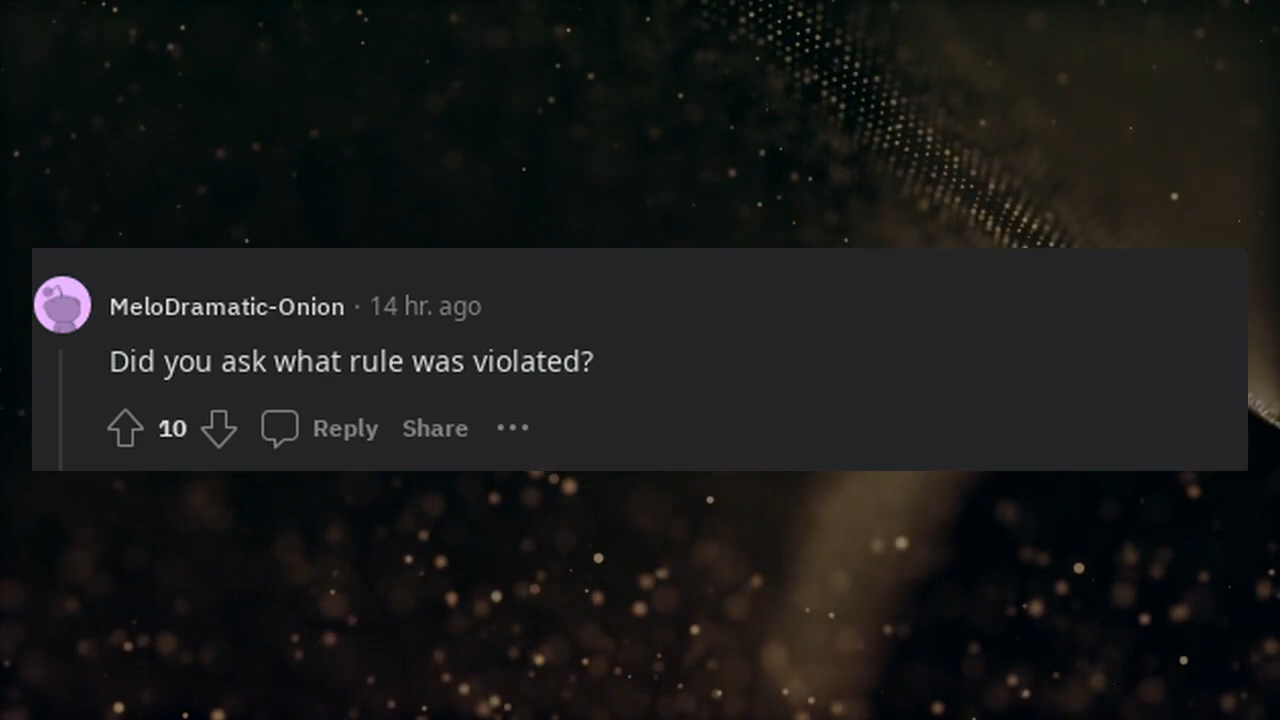 MeloDramatic-Onion · 14 hr. ago
Did you ask what rule was violated?
10 Reply Share ...